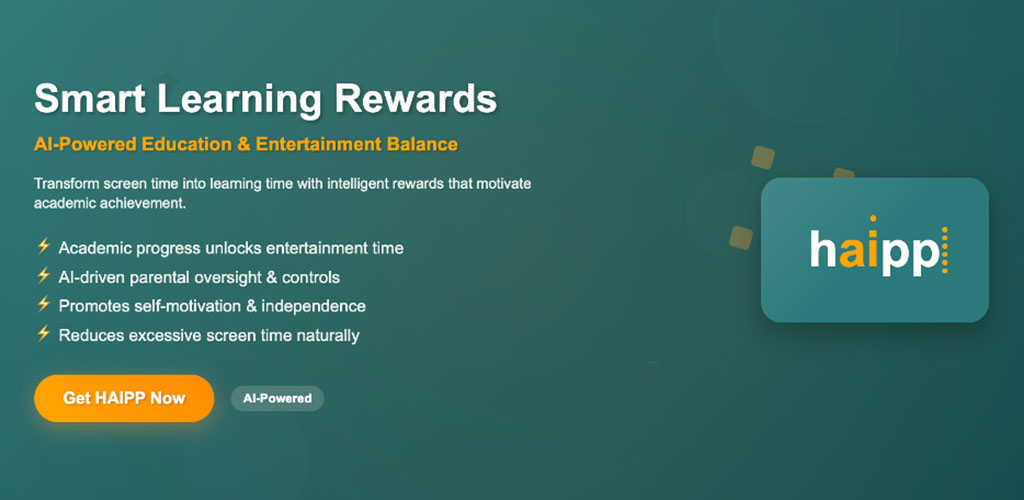 Smart Learning Rewards
AI-Powered Education & Entertainment Balance
Transform screen time into learning time with intelligent rewards that motivate
academic achievement.
Academic progress unlocks entertainment time
AI-driven parental oversight & controls
Promotes self-motivation & independence
Reduces excessive screen time naturally
Get HAIPP Now
AI-Powered
haipp